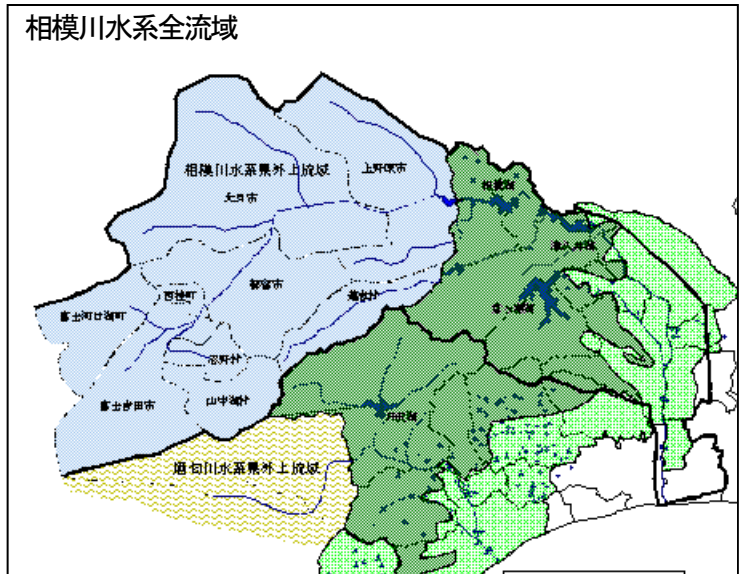 相模川水系全流域
相模川水系県外上流域
上野原市
大月市
相模湖
津久井湖
西桂町
都留市
道志村
宮ヶ瀬湖
富士河口湖町
忍野村
富士吉田市
山中湖村
丹沢湖
酒匂川水系県外上流域